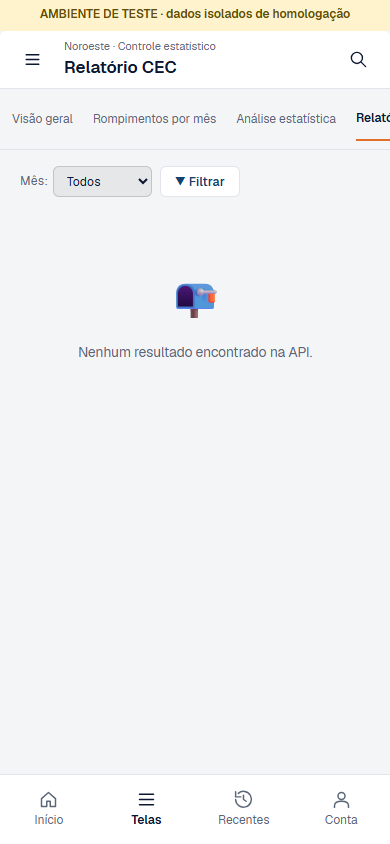 AMBIENTE DE TESTE · dados isolados de homologação
Noroeste · Controle estatístico
Relatório CEC
Visão geral
Rompimentos por mês
Análise estatística
Mês:
Todos
▼ Filtrar
Nenhum resultado encontrado na API.
Início
Telas
Recentes
Conta